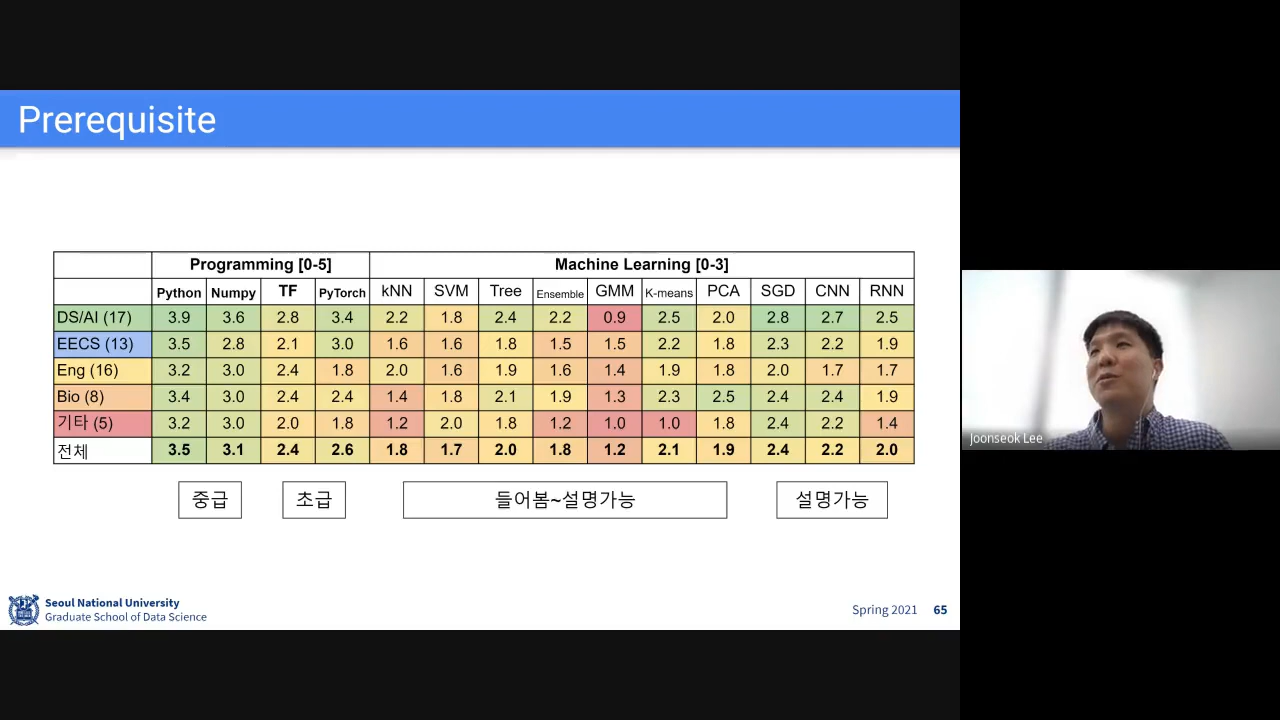 Prerequisite
Programming [0-5] Machine Learning [0-3]
Python Numpy TF PyTorch kNN SVM Tree Ensemble GMM K-means PCA SGD CNN RNN
DS/AI (17) 3.9 3.6 2.8 3.4 2.2 1.8 2.4 2.2 0.9 2.5 2.0 2.8 2.7 2.5
EECS (13) 3.5 2.8 2.1 3.0 1.6 1.6 1.8 1.5 1.5 2.2 1.8 2.3 2.2 1.9
Eng (16) 3.2 3.0 2.4 1.8 2.0 1.6 1.9 1.6 1.4 1.9 1.8 2.0 1.7 1.7
Bio (8) 3.4 3.0 2.4 2.4 1.4 1.8 2.1 1.9 1.3 2.3 2.5 2.4 2.4 1.9
기타 (5) 3.2 3.0 2.0 1.8 1.2 2.0 1.8 1.2 1.0 1.0 1.8 2.4 2.2 1.4
전체 3.5 3.1 2.4 2.6 1.8 1.7 2.0 1.8 1.2 2.1 1.9 2.4 2.2 2.0
중급 초급 들어봄~설명가능 설명가능
Seoul National University
Graduate School of Data Science
Spring 2021 65
Joonseok Lee